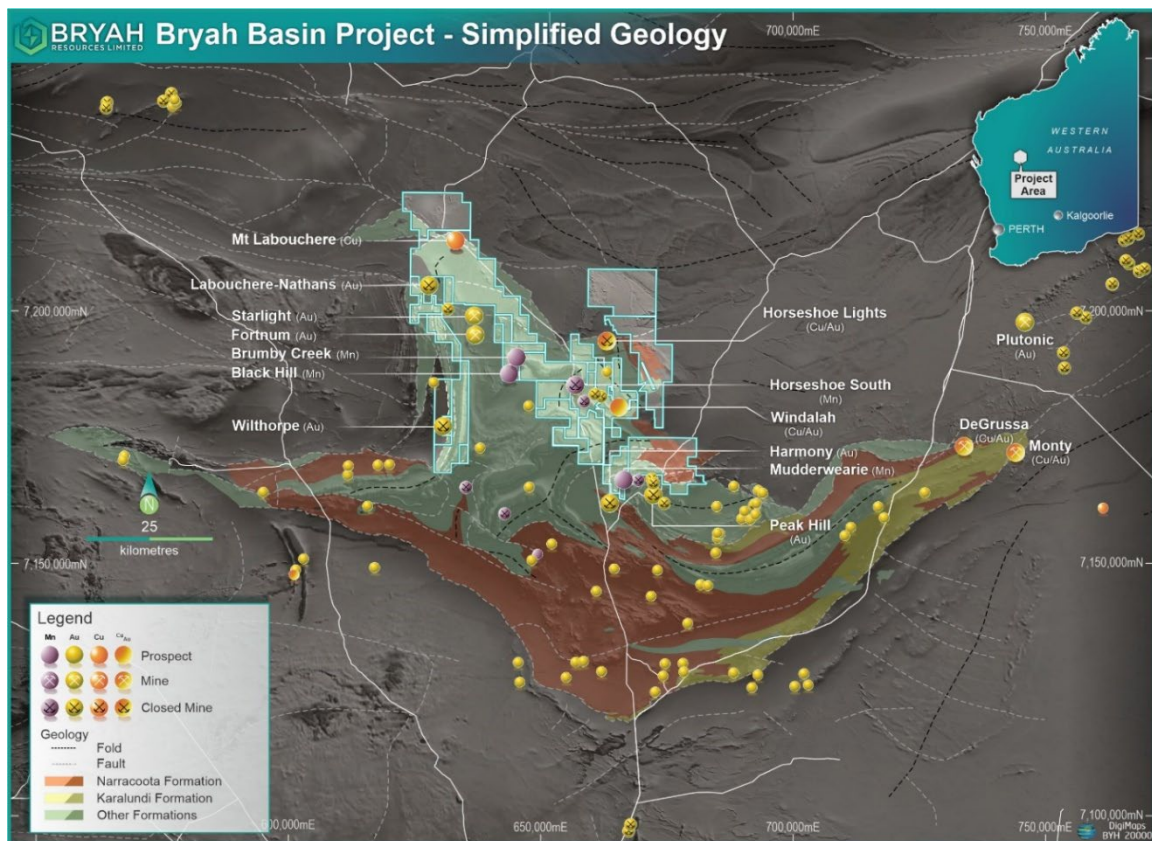 BRYAH
RESOURCES LIMITED
Bryah Basin Project - Simplified Geology
700,000mE
750,000mE
WESTERN
AUSTRALIA
Project
Area
Kalgoorlie
PERTH
Mt Labouchere (Cu)
Labouchere-Nathans (Au)
7,200,000mN
7,200,000mN
Starlight (Au)
Fortnum (Au)
Brumby Creek (Mn)
Black Hill (Mn)
Wilthorpe (Au)
Horseshoe Lights
(Cu/Au)
Plutonic
(Au)
Horseshoe South
(Mn)
Windalah
(Cu/Au)
Harmony (Au)
Mudderwearie (Mn)
DeGrussa
(Cu/Au)
Monty
(Cu/Au)
Peak Hill
(Au)
N
25
kilometres
7,150,000mN
7,150,000mN
Legend
Mn Au Cu Cu Au
Prospect
Mine
Closed Mine
Geology
Fold
Fault
Narracoota Formation
Karalundi Formation
Other Formations
600,000mE
650,000mE
700,000mE
7,100,000mN
DigiMaps
BYH 20000